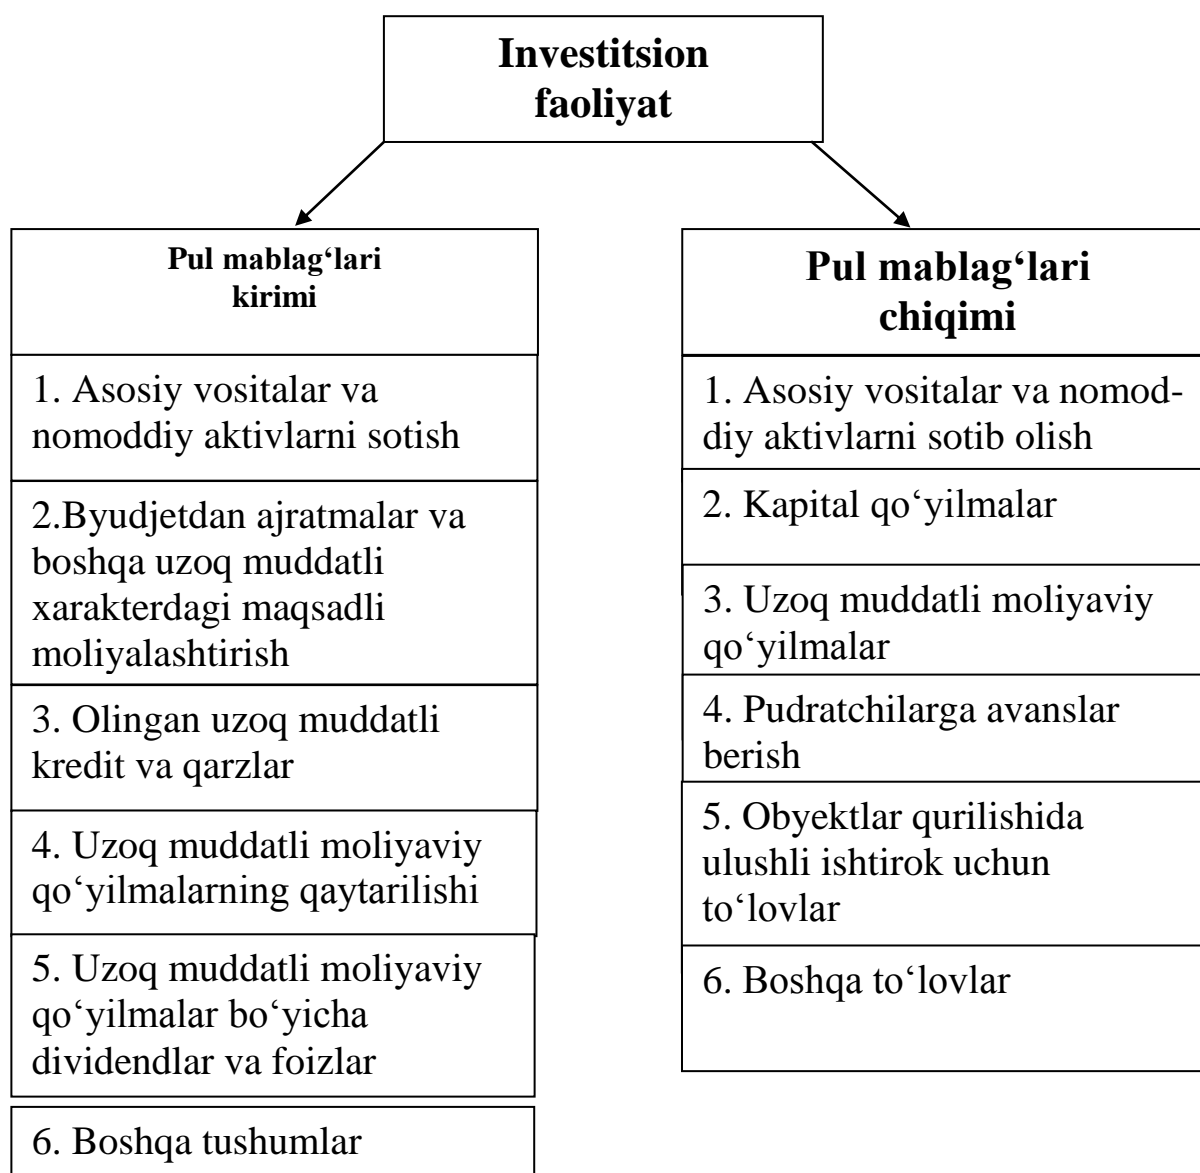 Investitsion
faoliyat
Pul mablag‘lari
kirimi
1. Asosiy vositalar va
nomoddiy aktivlarni sotish
2.Byudjetdan ajratmalar va
boshqa uzoq muddatli
xarakterdagi maqsadli
moliyalashtirish
3. Olingan uzoq muddatli
kredit va qarzlar
4. Uzoq muddatli moliyaviy
qo‘yilmalarning qaytarilishi
5. Uzoq muddatli moliyaviy
qo‘yilmalar bo‘yicha
dividendlar va foizlar
6. Boshqa tushumlar
Pul mablag‘lari
chiqimi
1. Asosiy vositalar va nomod-
diy aktivlarni sotib olish
2. Kapital qo‘yilmalar
3. Uzoq muddatli moliyaviy
qo‘yilmalar
4. Pudratchilarga avanslar
berish
5. Obyektlar qurilishida
ulushli ishtirok uchun
to‘lovlar
6. Boshqa to‘lovlar